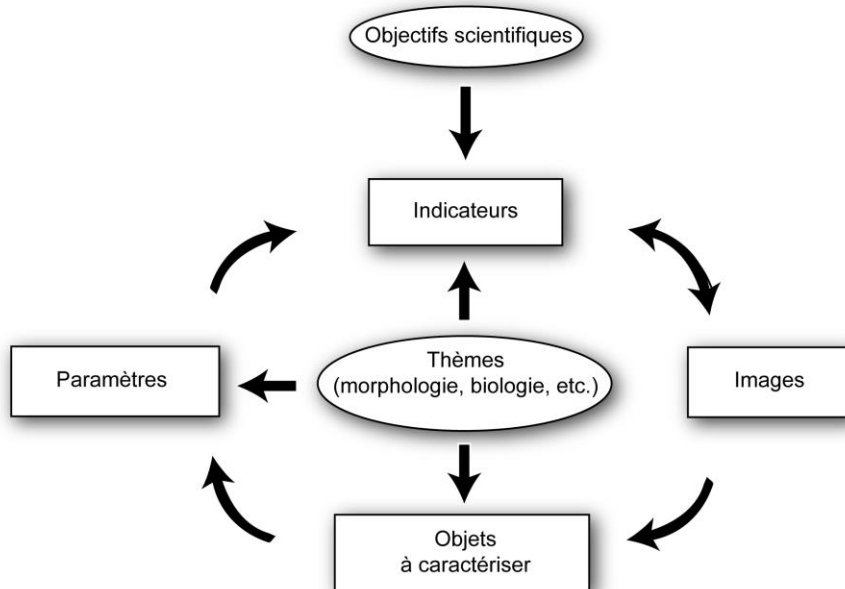 Objectifs scientifiques
Indicateurs
Thèmes
(morphologie, biologie, etc.)
Paramètres
Images
Objets
à caractériser